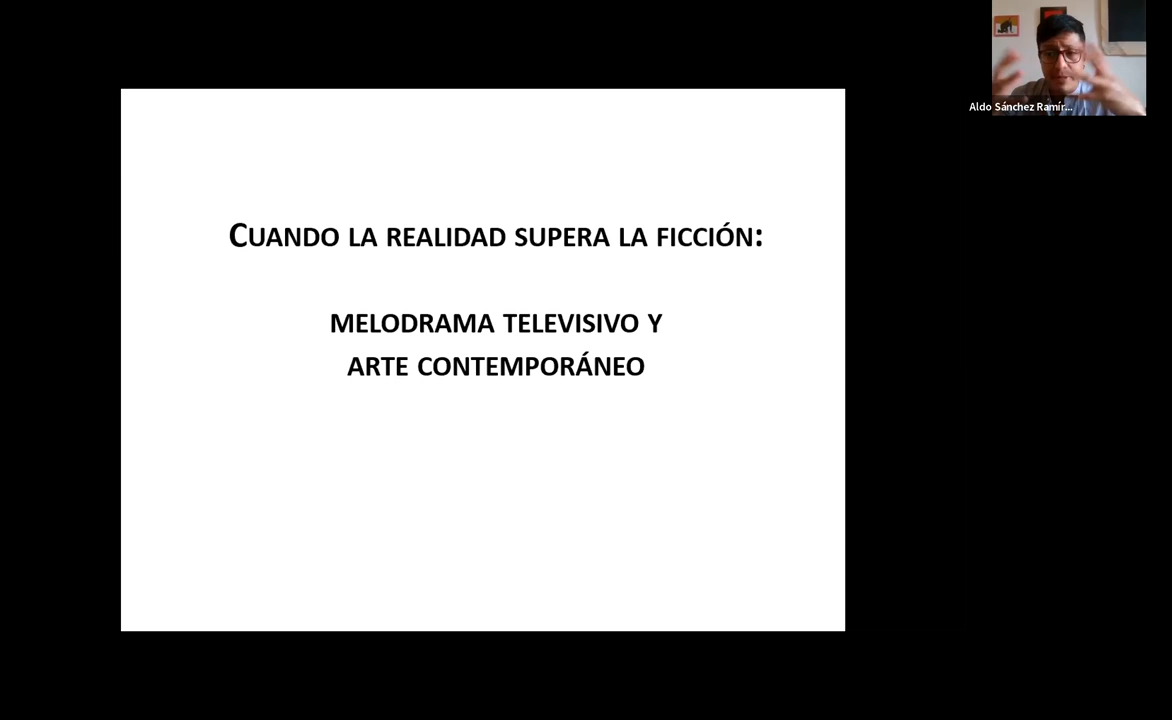 CUANDO LA REALIDAD SUPERA LA FICCIÓN:
MELODRAMA TELEVISIVO Y
ARTE CONTEMPORÁNEO
Aldo Sánchez Ramír...